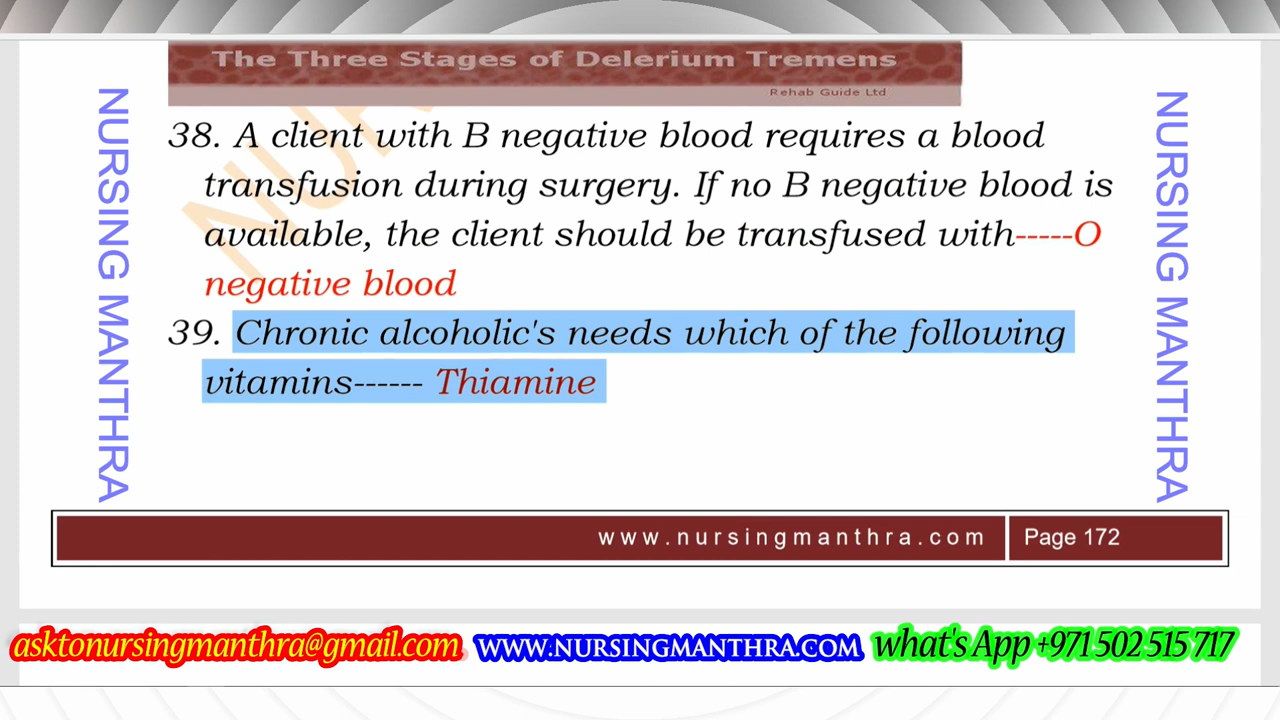 The Three Stages of Delerium Tremens
Rehab Guide Ltd
38. A client with B negative blood requires a blood
transfusion during surgery. If no B negative blood is
available, the client should be transfused with-----O
negative blood
39. Chronic alcoholic's needs which of the following
vitamins------ Thiamine
NURSING MANTHRA
NURSING MANTHRA
www.nursingmanthra.com
Page 172
asktonursingmanthra@gmail.com
WWW.NURSINGMANTHRA.COM
what's App +971 502 515 717